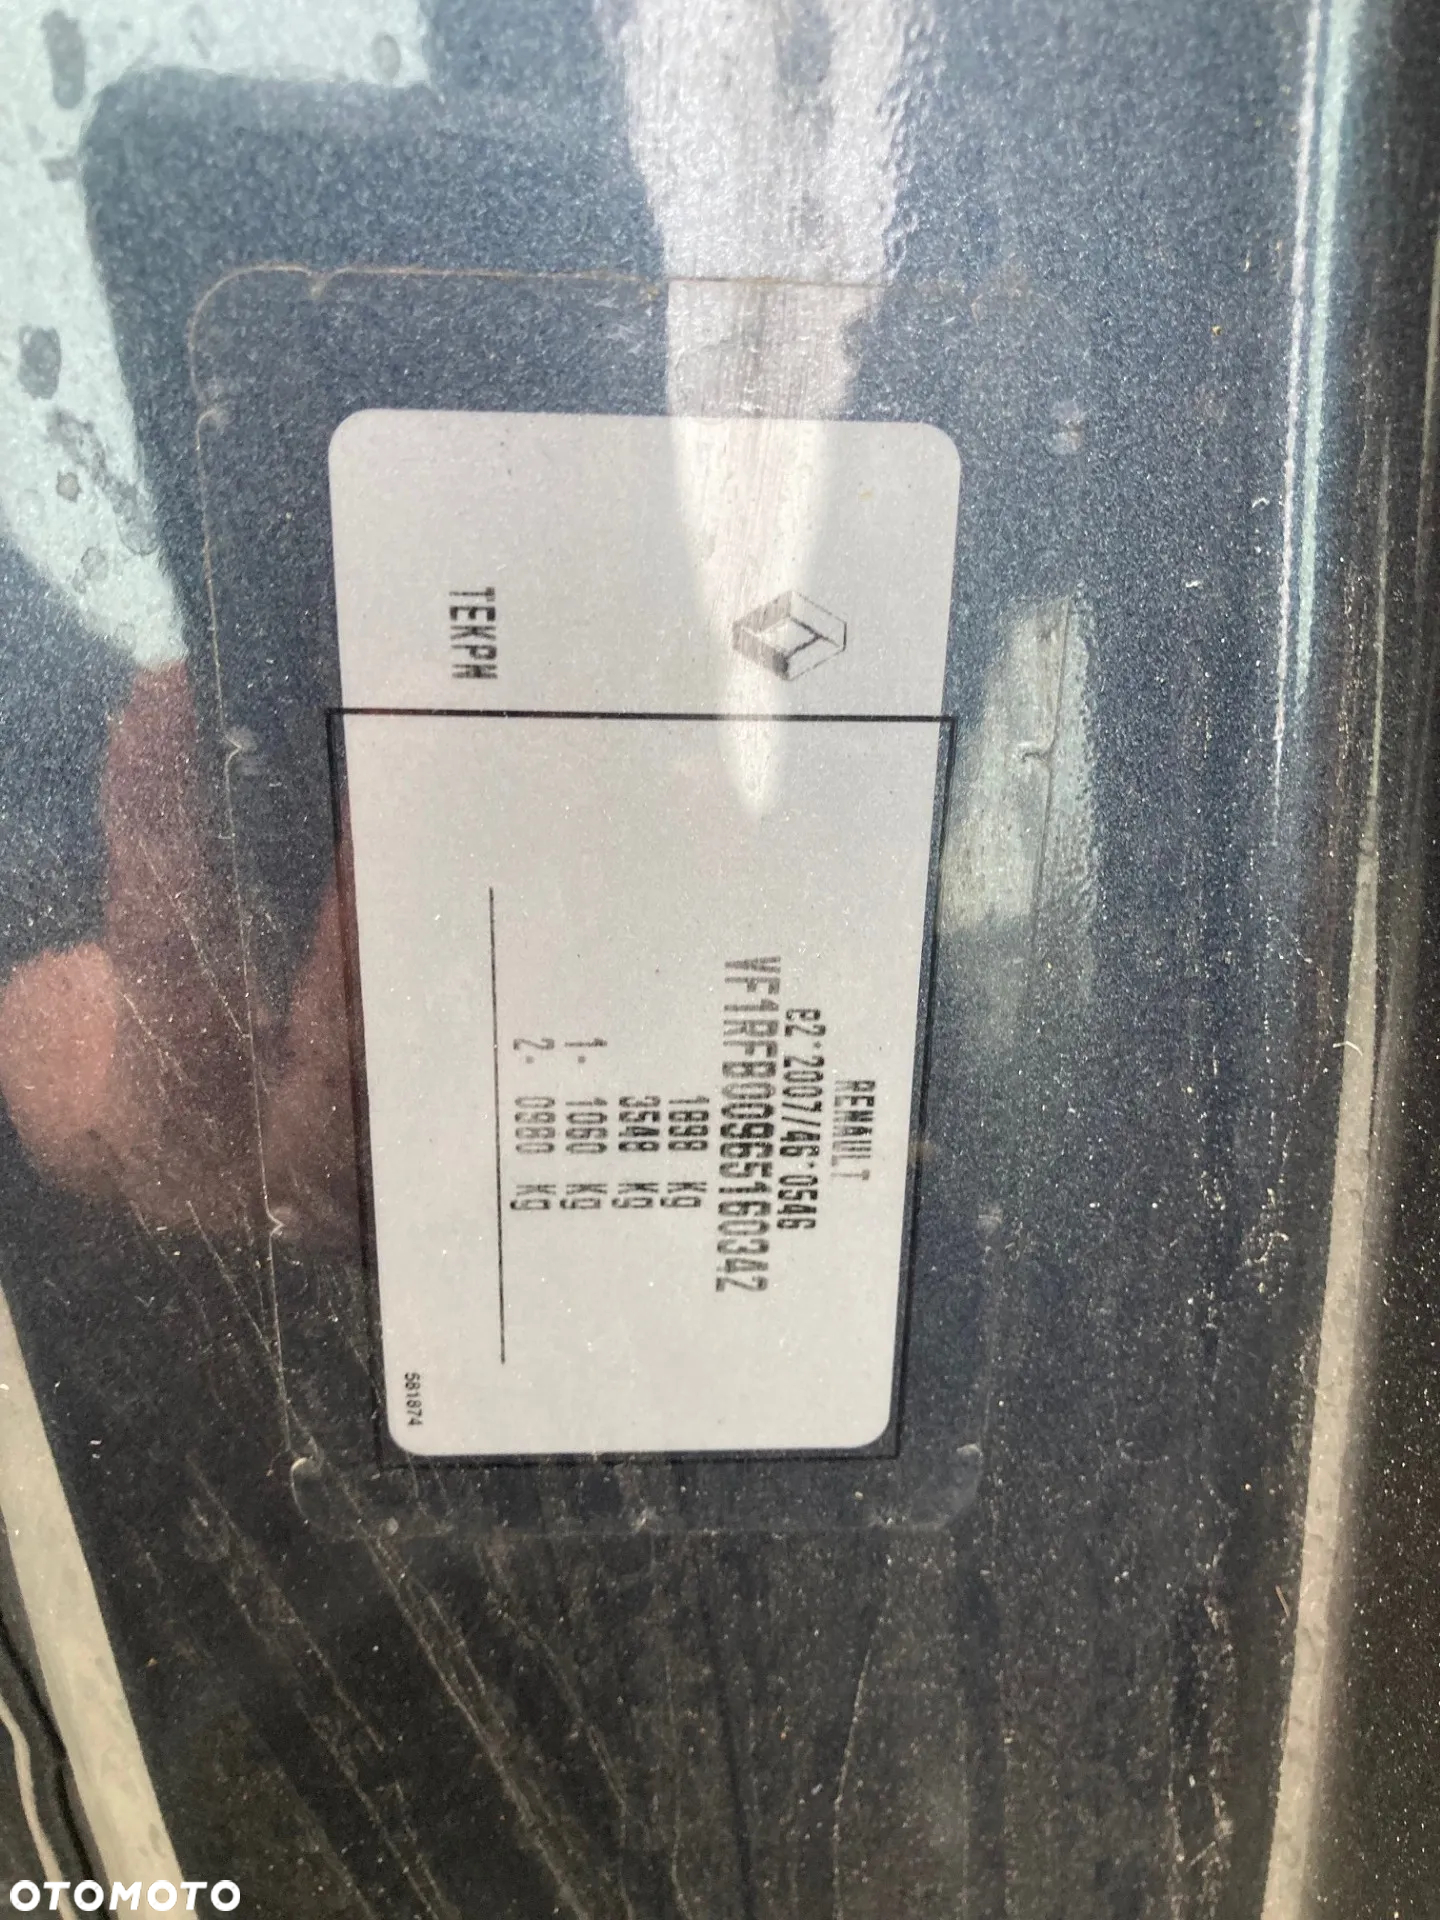 RENAULT
e2*2007/46*0546
VF1RFB00965160342
1898 kg
3548 kg
1- 1060 kg
2- 0980 kg
TEKPN
581874
OTOMOTO